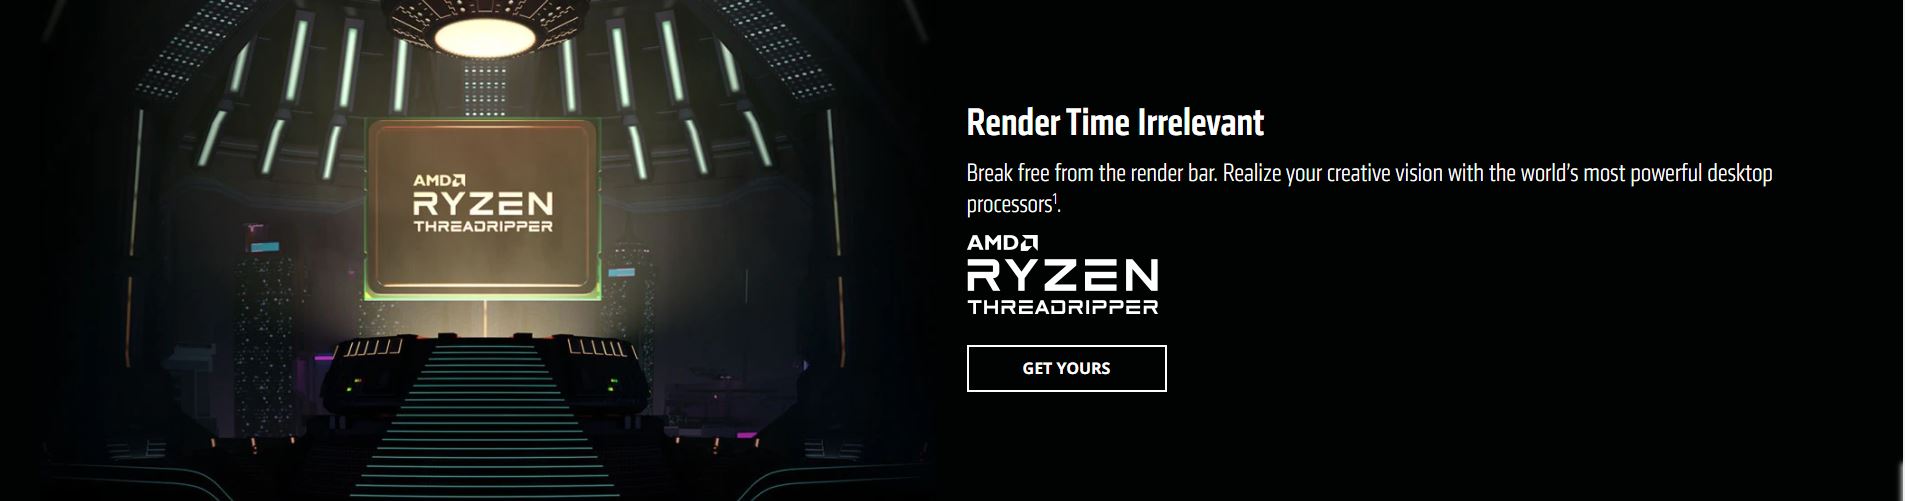 AMD
RYZEN
THREADRIPPER
Render Time Irrelevant
Break free from the render bar. Realize your creative vision with the world's most powerful desktop
processors¹.
AMD
RYZEN
THREADRIPPER
GET YOURS